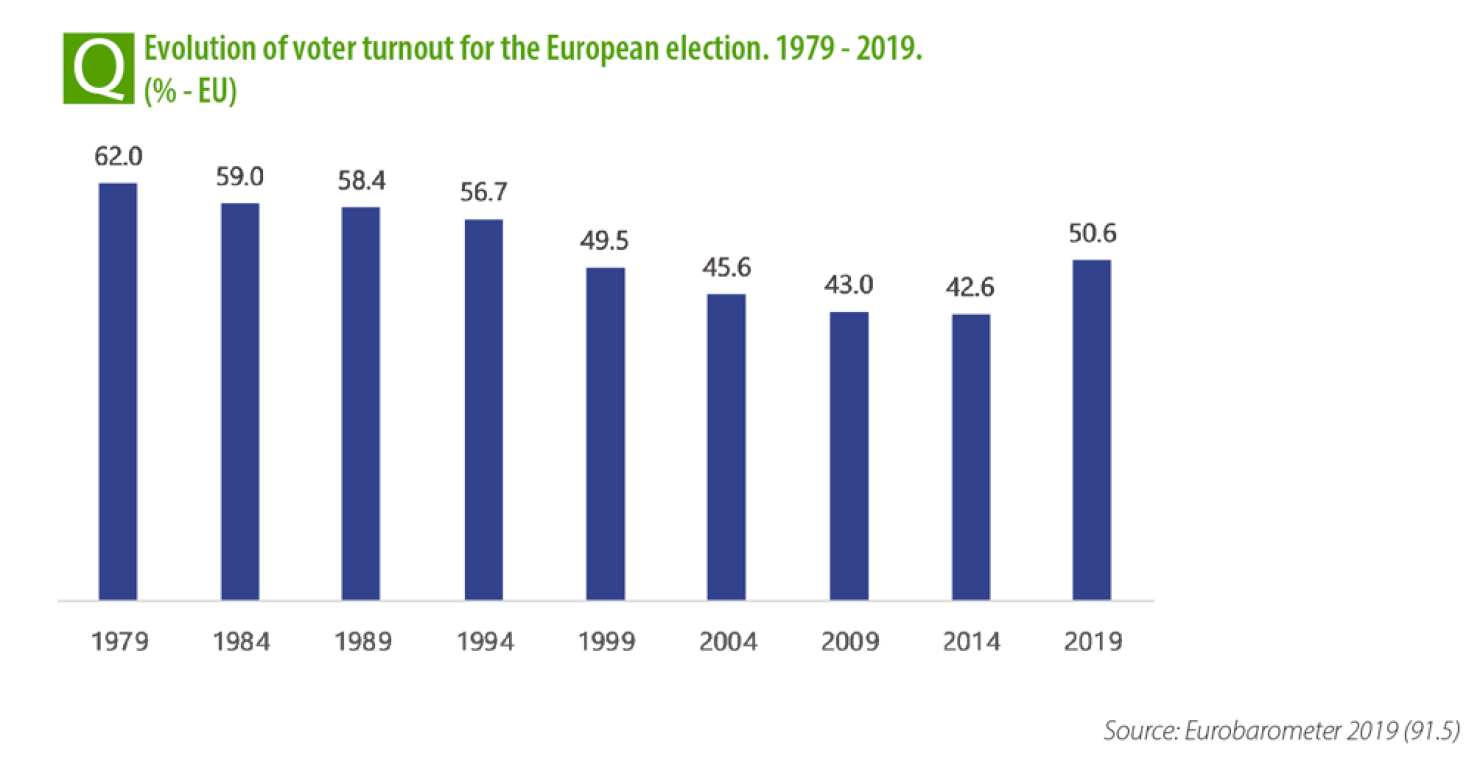 Q
Evolution of voter turnout for the European election. 1979 - 2019.
(% - EU)
62.0
59.0
58.4
56.7
49.5
45.6
43.0
42.6
50.6
1979 1984 1989 1994 1999 2004 2009 2014 2019
Source: Eurobarometer 2019 (91.5)